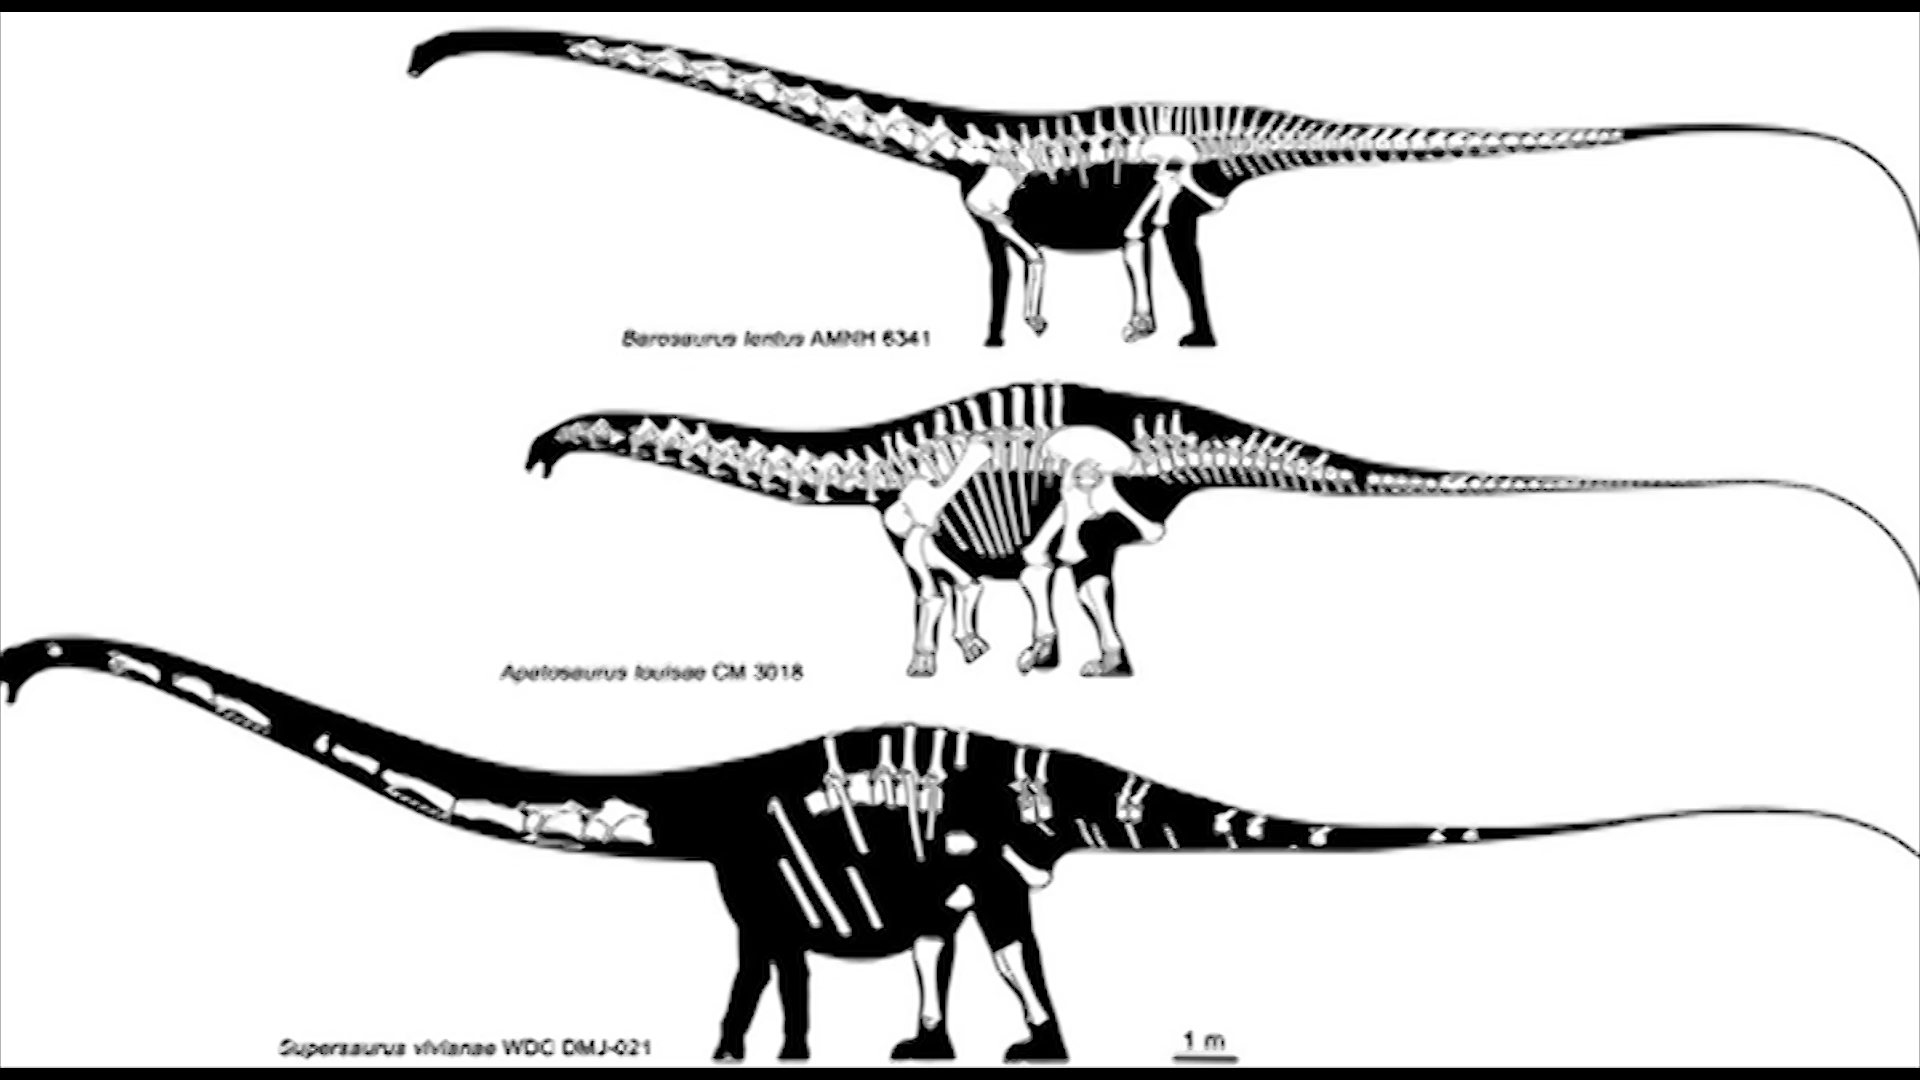 Barosaurus lentus AMNH 6341
Apatosaurus louisae CM 3018
Supersaurus vivianae WDC DMJ-021
1 m